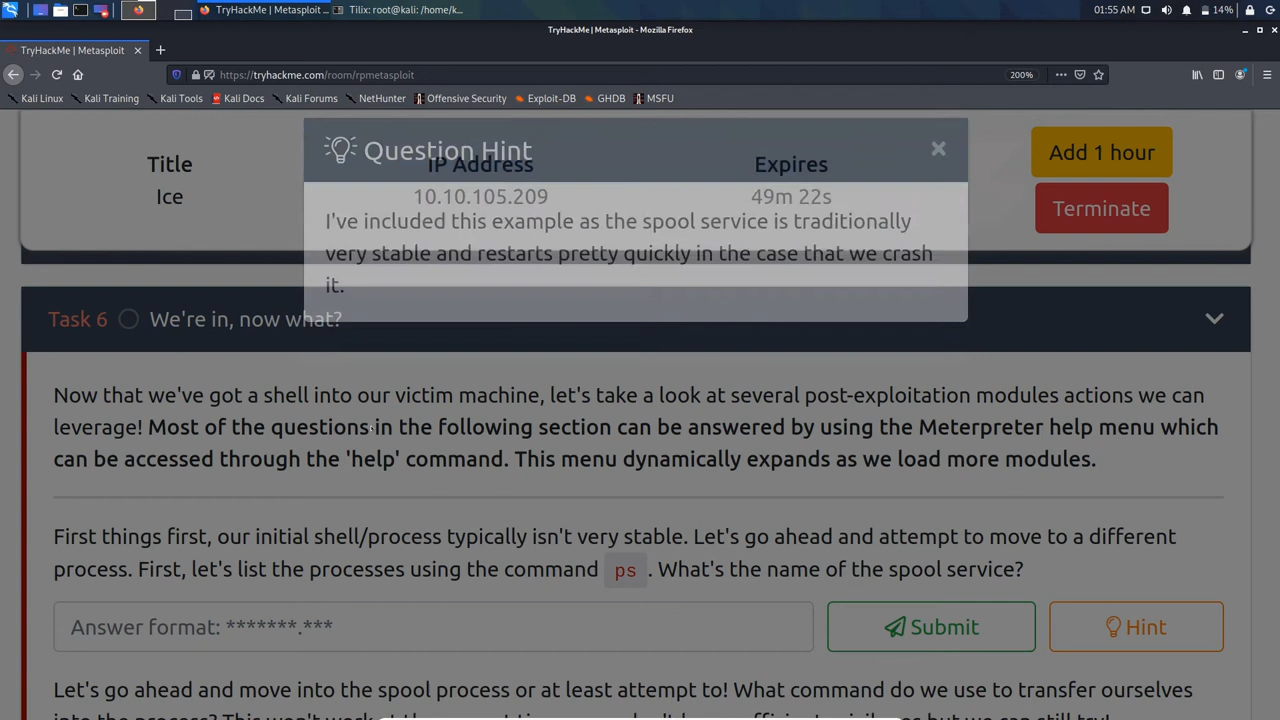 TryHackMe | Metasploit ...
Tilix: root@kali: /home/k...
01:55 AM
14%
TryHackMe | Metasploit - Mozilla Firefox
TryHackMe | Metasploit
https://tryhackme.com/room/rpmetasploit
200%
Kali Linux
Kali Training
Kali Tools
Kali Docs
Kali Forums
NetHunter
Offensive Security
Exploit-DB
GHDB
MSFU
Question Hint
Title
IP Address
Expires
Add 1 hour
Ice
10.10.105.209
49m 22s
Terminate
I've included this example as the spool service is traditionally
very stable and restarts pretty quickly in the case that we crash
it.
Task 6
We're in, now what?
Now that we've got a shell into our victim machine, let's take a look at several post-exploitation modules actions we can
leverage! Most of the questions in the following section can be answered by using the Meterpreter help menu which
can be accessed through the 'help' command. This menu dynamically expands as we load more modules.
First things first, our initial shell/process typically isn't very stable. Let's go ahead and attempt to move to a different
process. First, let's list the processes using the command ps . What's the name of the spool service?
Answer format: *******.***
Submit
Hint
Let's go ahead and move into the spool process or at least attempt to! What command do we use to transfer ourselves